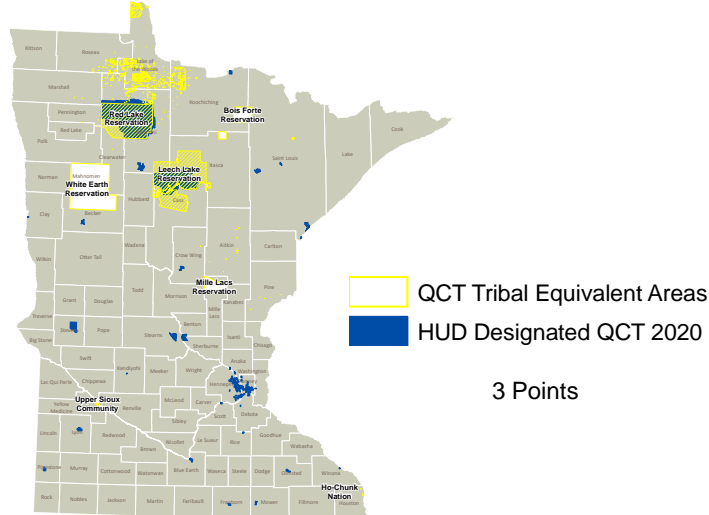 Kittson
Roseau
Lake of
the Woods
Marshall
Koochiching
Pennington
Red Lake
Reservation
Bois Forte
Reservation
Red Lake
Cook
Polk
Clearwater
Saint Louis
Lake
Itasca
Norman
Mahnomen
White Earth
Reservation
Leech Lake
Reservation
Hubbard
Cass
Clay
Becker
Wadena
Aitkin
Carlton
Crow Wing
Wilkin
Otter Tail
Mille Lacs
Reservation
Pine
Todd
Morrison
Mille
Lacs
Kanabec
Grant
Douglas
Traverse
Benton
Big Stone
Stevens
Pope
Stearns
Isanti
Sherburne
Chisago
Swift
Anoka
Kandiyohi
Meeker
Wright
Washington
Lac Qui Parle
Chippewa
Hennepin
Ramsey
McLeod
Carver
Upper Sioux
Community
Yellow
Medicine
Renville
Scott
Dakota
Sibley
Lincoln
Lyon
Redwood
Nicollet
Le Sueur
Rice
Goodhue
Wabasha
Brown
Pipestone
Murray
Cottonwood
Watonwan
Blue Earth
Waseca
Steele
Dodge
Olmsted
Winona
Ho-Chunk
Nation
Rock
Nobles
Jackson
Martin
Faribault
Freeborn
Mower
Fillmore
Houston
QCT Tribal Equivalent Areas
HUD Designated QCT 2020
3 Points